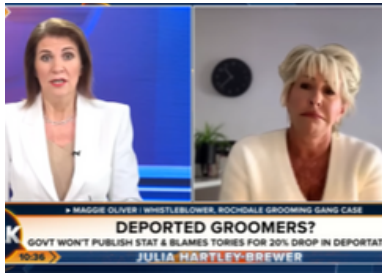 MAGGIE OLIVER | WHISTLEBLOWER, ROCHDALE GROOMING GANG CASE
DEPORTED GROOMERS?
GOVT WON'T PUBLISH STAT & BLAMES TORIES FOR 20% DROP IN DEPORTAT
10:36
JULIA HARTLEY-BREWER